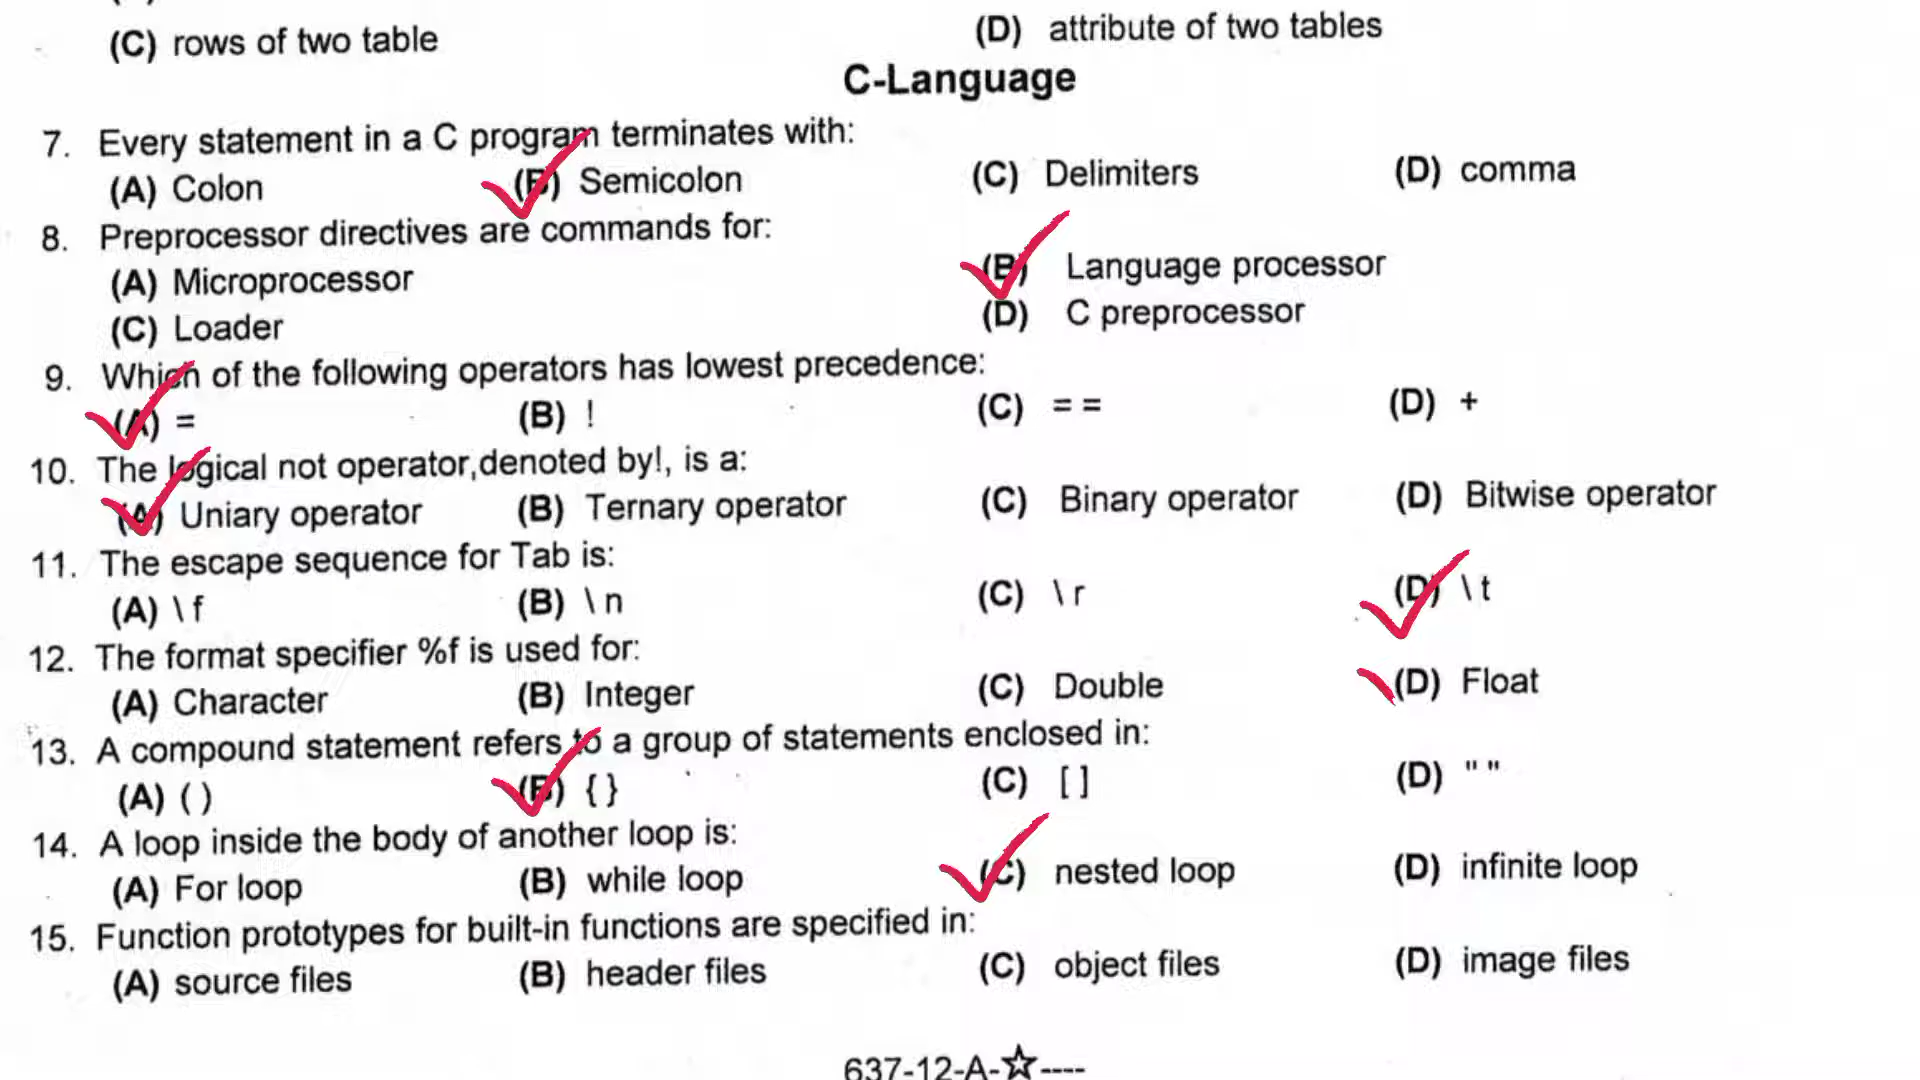 (C) rows of two table (D) attribute of two tables
C-Language
7. Every statement in a C program terminates with:
(A) Colon (B) Semicolon (C) Delimiters (D) comma
8. Preprocessor directives are commands for:
(A) Microprocessor (B) Language processor
(C) Loader (D) C preprocessor
9. Which of the following operators has lowest precedence:
(A) = (B) ! (C) = = (D) +
10. The logical not operator,denoted by!, is a:
(A) Uniary operator (B) Ternary operator (C) Binary operator (D) Bitwise operator
11. The escape sequence for Tab is:
(A) \ f (B) \ n (C) \ r (D) \ t
12. The format specifier %f is used for:
(A) Character (B) Integer (C) Double (D) Float
13. A compound statement refers to a group of statements enclosed in:
(A) ( ) (B) { } (C) [ ] (D) " "
14. A loop inside the body of another loop is:
(A) For loop (B) while loop (C) nested loop (D) infinite loop
15. Function prototypes for built-in functions are specified in:
(A) source files (B) header files (C) object files (D) image files
637-12-A-☆----